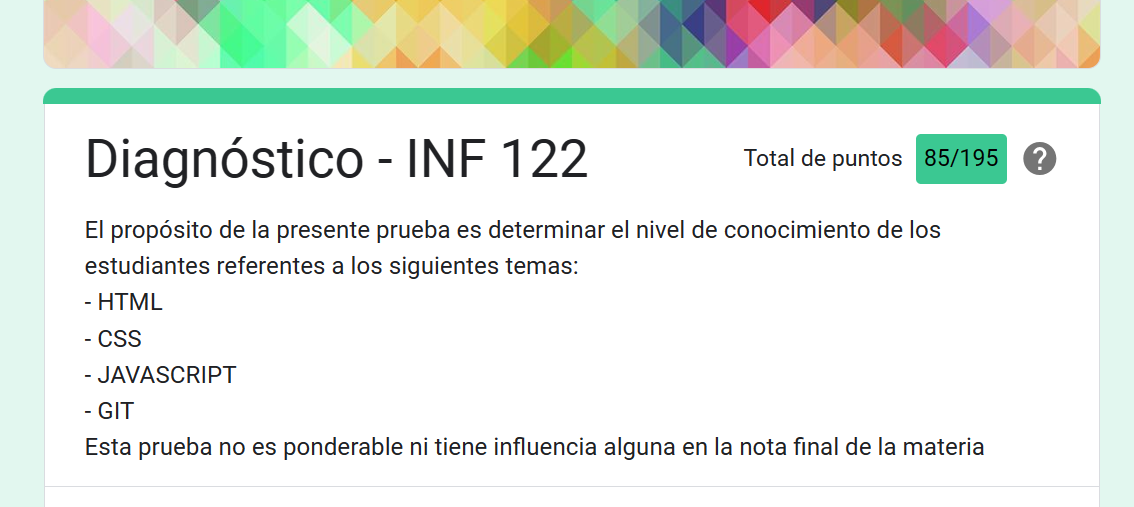 Diagnóstico - INF 122
Total de puntos 85/195
El propósito de la presente prueba es determinar el nivel de conocimiento de los
estudiantes referentes a los siguientes temas:
- HTML
- CSS
- JAVASCRIPT
- GIT
Esta prueba no es ponderable ni tiene influencia alguna en la nota final de la materia